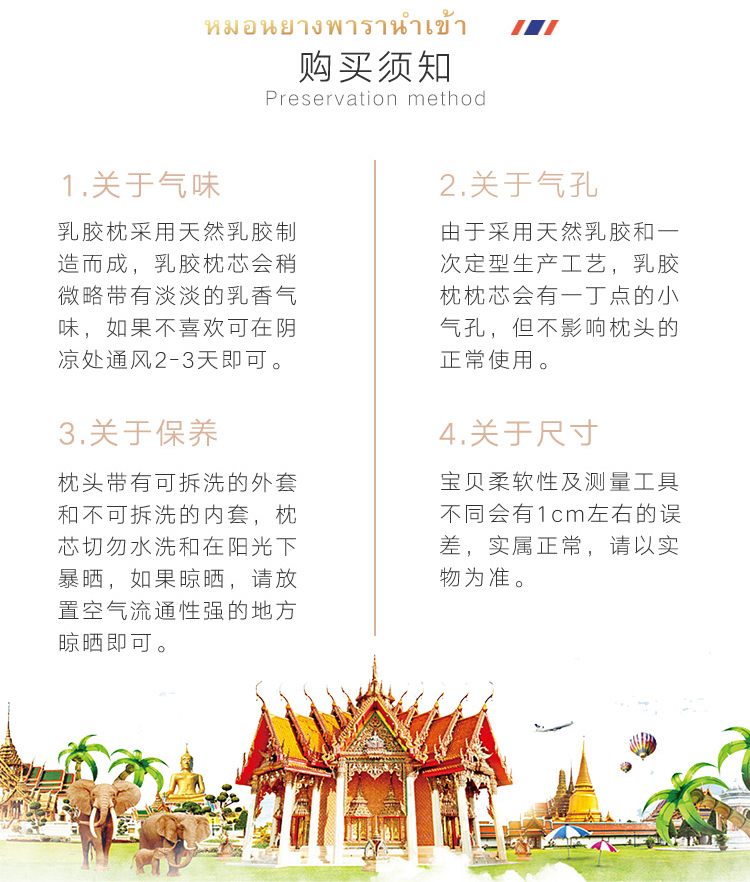 หมอนยางพารานำเข้า
购买须知
Preservation method
1.关于气味
乳胶枕采用天然乳胶制
造而成，乳胶枕芯会稍
微略带有淡淡的乳香气
味，如果不喜欢可在阴
凉处通风2-3天即可。
2.关于气孔
由于采用天然乳胶和一
次定型生产工艺，乳胶
枕枕芯会有一丁点的小
气孔，但不影响枕头的
正常使用。
3.关于保养
枕头带有可拆洗的外套
和不可拆洗的内套，枕
芯切勿水洗和在阳光下
暴晒，如果晾晒，请放
置空气流通性强的地方
晾晒即可。
4.关于尺寸
宝贝柔软性及测量工具
不同会有1cm左右的误
差，实属正常，请以实
物为准。